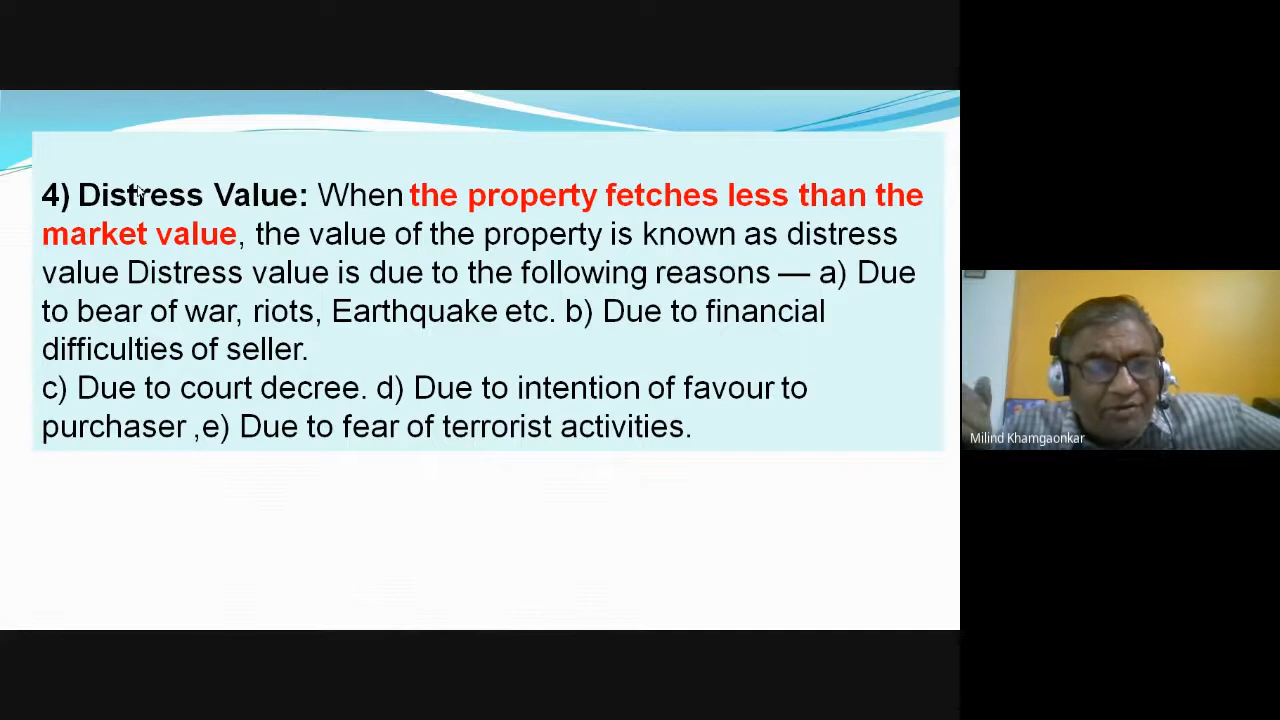 4) Distress Value: When the property fetches less than the
market value, the value of the property is known as distress
value Distress value is due to the following reasons — a) Due
to bear of war, riots, Earthquake etc. b) Due to financial
difficulties of seller.
c) Due to court decree. d) Due to intention of favour to
purchaser ,e) Due to fear of terrorist activities.
Milind Khamgaonkar